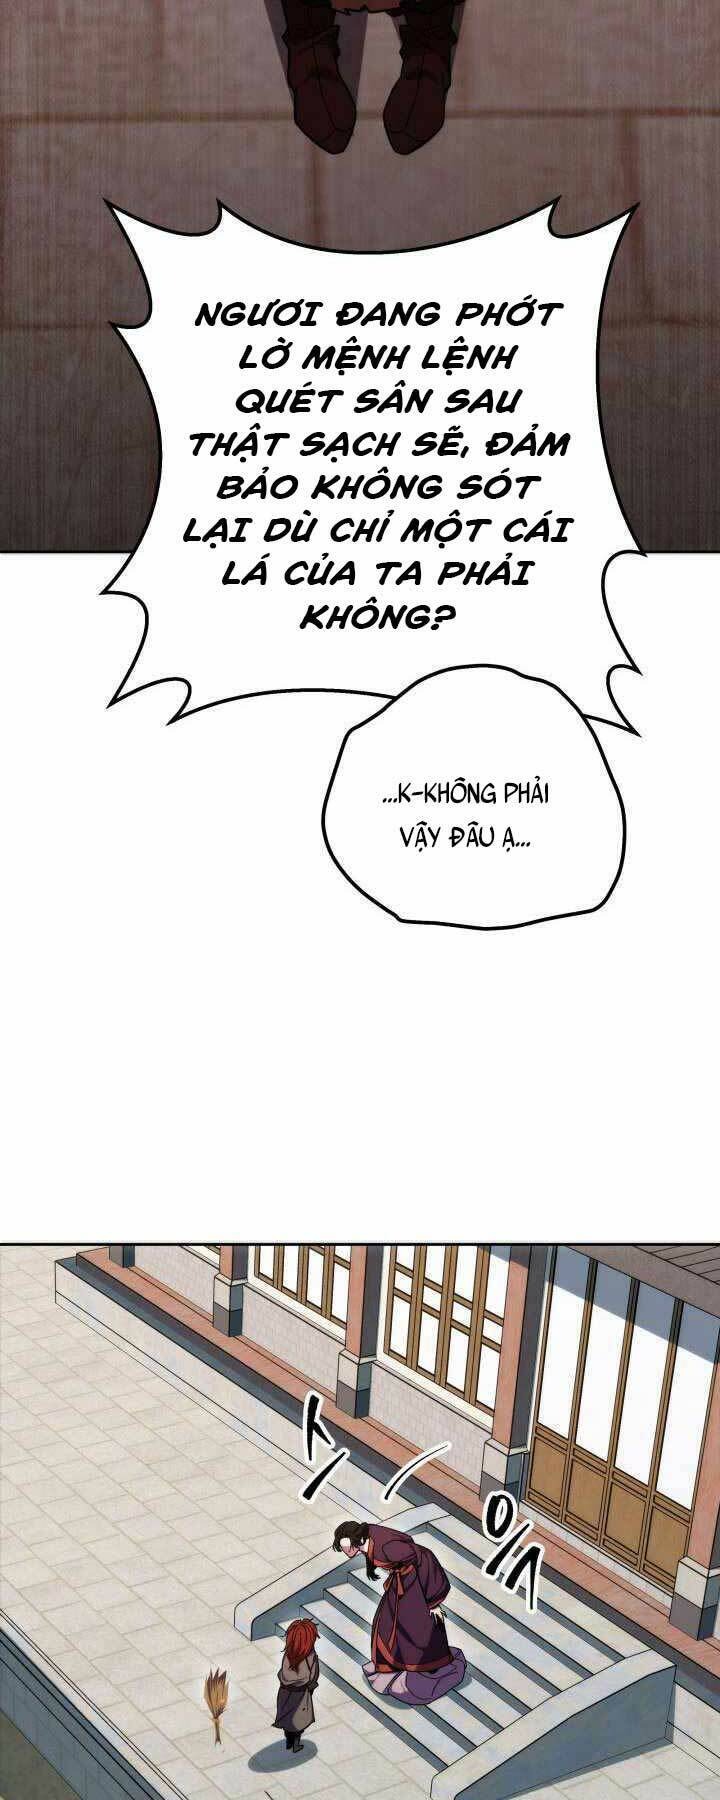 NGƯƠI ĐANG PHỚT
LỜ MỆNH LỆNH
QUÉT SÂN SAU
THẬT SẠCH SẼ, ĐẢM
BẢO KHÔNG SÓT
LẠI DÙ CHỈ MỘT CÁI
LÁ CỦA TA PHẢI
KHÔNG?
...K-KHÔNG PHẢI
VẬY ĐÂU Ạ...